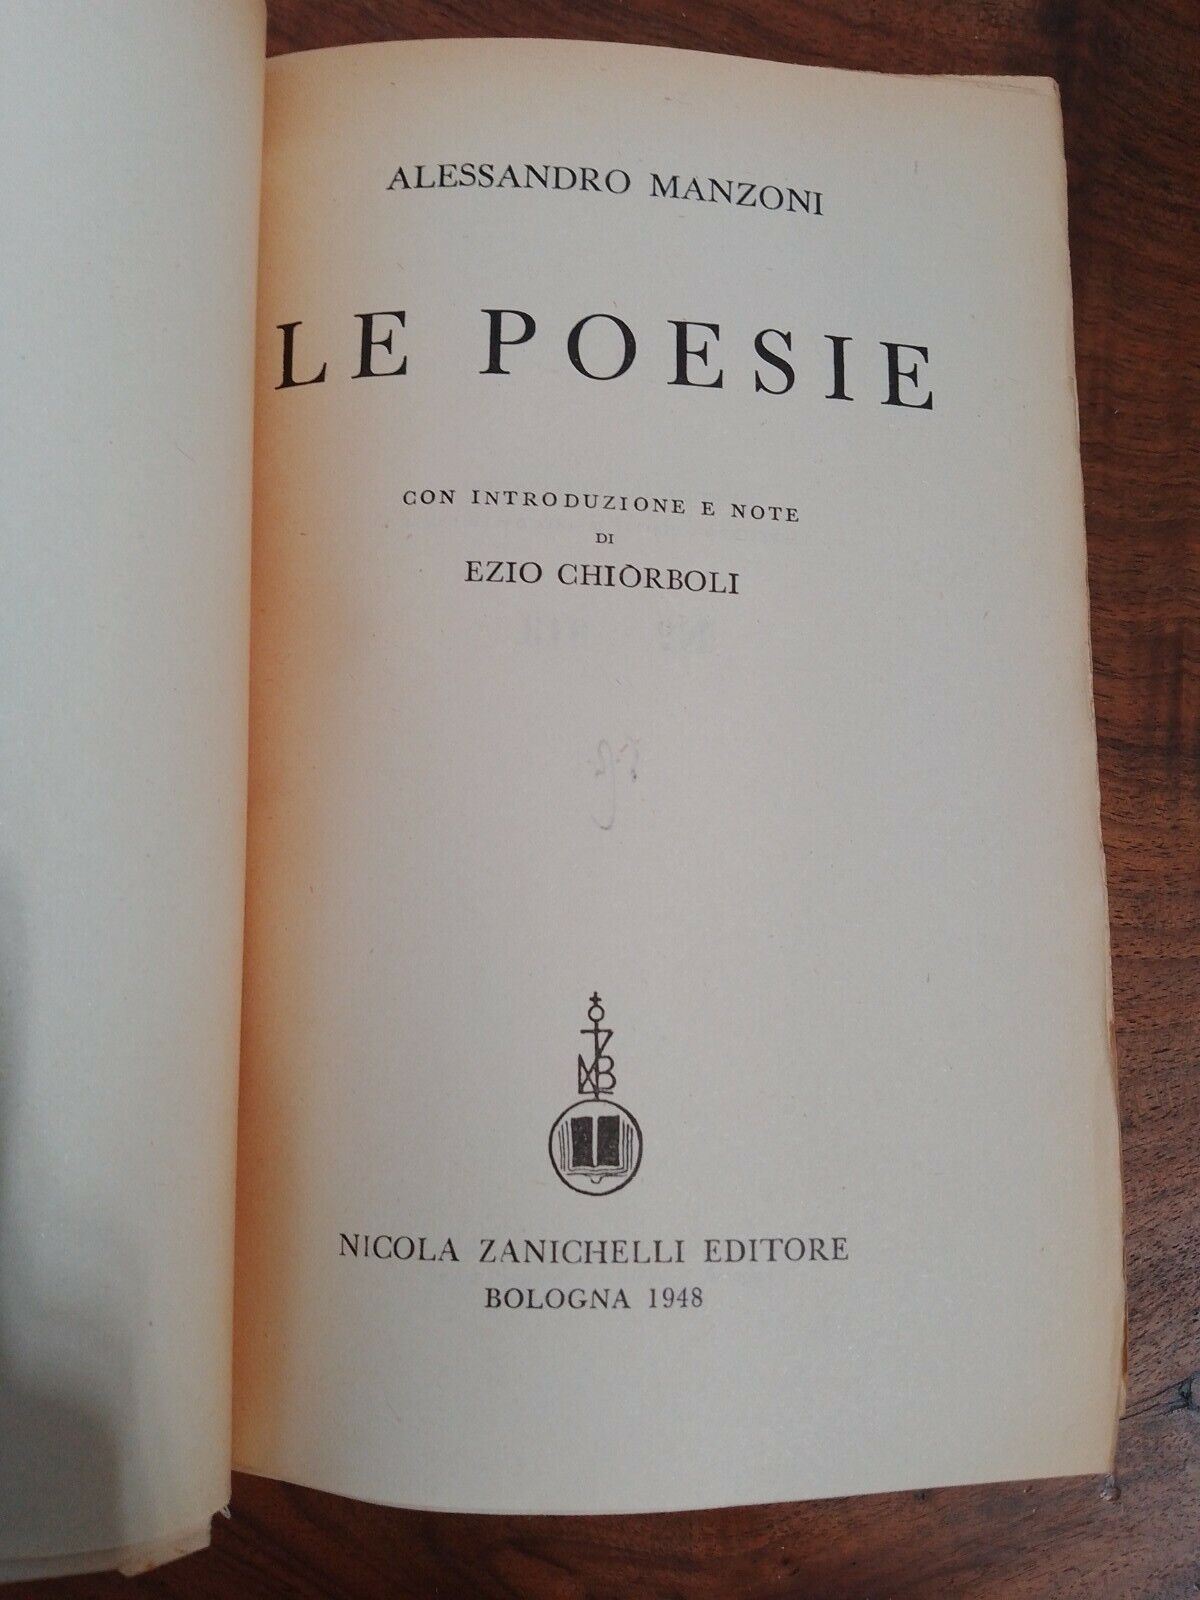 ALESSANDRO MANZONI
LE POESIE
CON INTRODUZIONE E NOTE
DI
EZIO CHIÒRBOLI
NICOLA ZANICHELLI EDITORE
BOLOGNA 1948